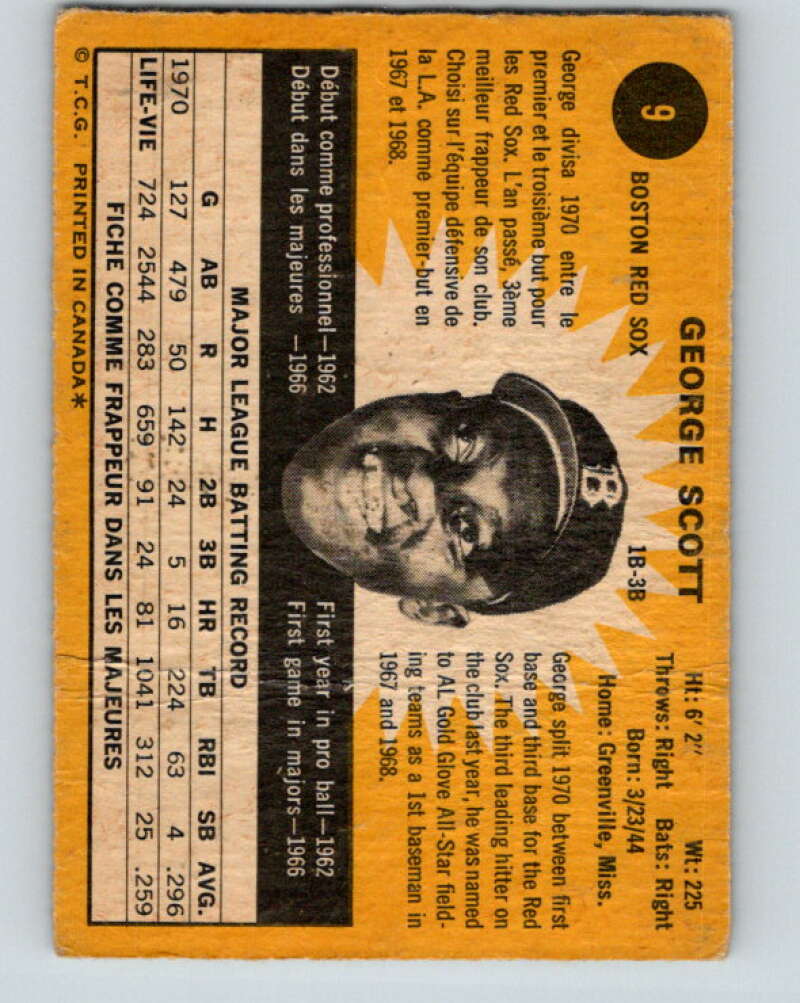 9
GEORGE SCOTT
BOSTON RED SOX
1B-3B
Ht: 6' 2" Wt: 225
Throws: Right Bats: Right
Born: 3/23/44
Home: Greenville, Miss.
George divisa 1970 entre le
premier et le troisième but pour
les Red Sox. L'an passé, 3ème
meilleur frappeur de son club.
Choisi sur l'équipe défensive de
la L.A. comme premier-but en
1967 et 1968.
B
George split 1970 between first
base and third base for the Red
Sox. The third leading hitter on
the club last year, he was named
to AL Gold Glove All-Star field-
ing teams as a 1st baseman in
1967 and 1968.
Début comme professionnel—1962
Début dans les majeures —1966
First year in pro ball—1962
First game in majors—1966
MAJOR LEAGUE BATTING RECORD
G AB R H 2B 3B HR TB RBI SB AVG.
1970 127 479 50 142 24 5 16 224 63 4 .296
LIFE-VIE 724 2544 283 659 91 24 81 1041 312 25 .259
FICHE COMME FRAPPEUR DANS LES MAJEURES
© T.C.G. PRINTED IN CANADA *